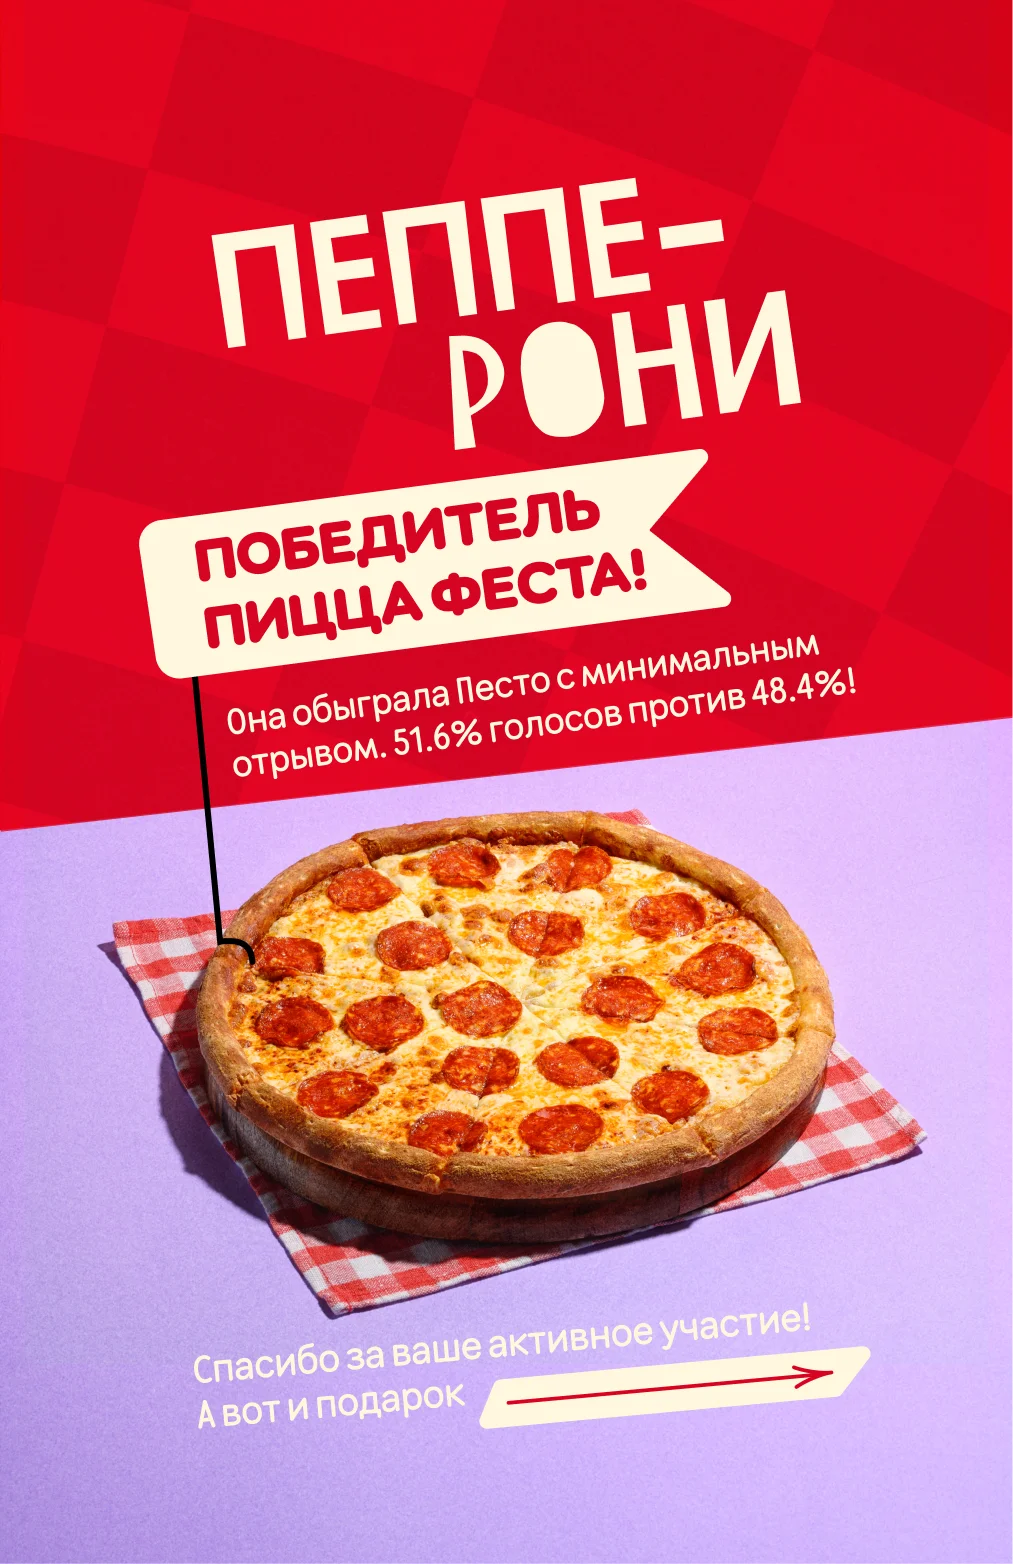 ПЕППЕ–
РОНИ
ПОБЕДИТЕЛЬ
ПИЦЦА ФЕСТА!
Она обыграла Песто с минимальным
отрывом. 51.6% голосов против 48.4%!
Спасибо за ваше активное участие!
А вот и подарок